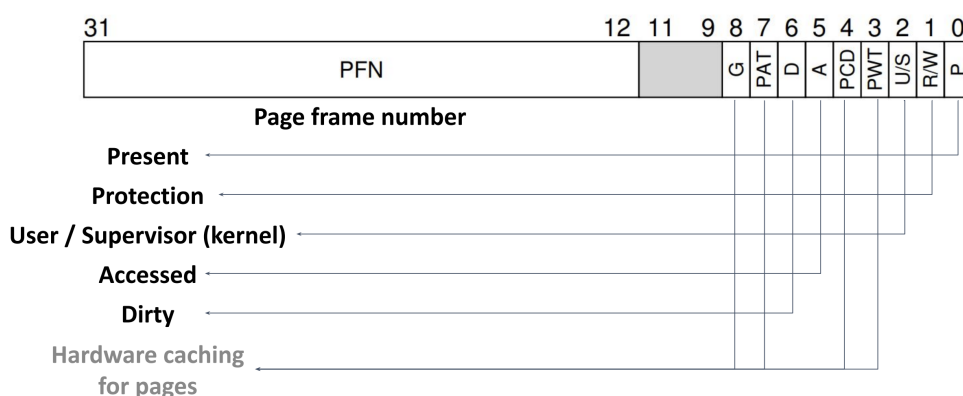 31 12 11 9 8 7 6 5 4 3 2 1 0
PFN G PAT D A PCD PWT U/S R/W P
Page frame number
Present
Protection
User / Supervisor (kernel)
Accessed
Dirty
Hardware caching
for pages